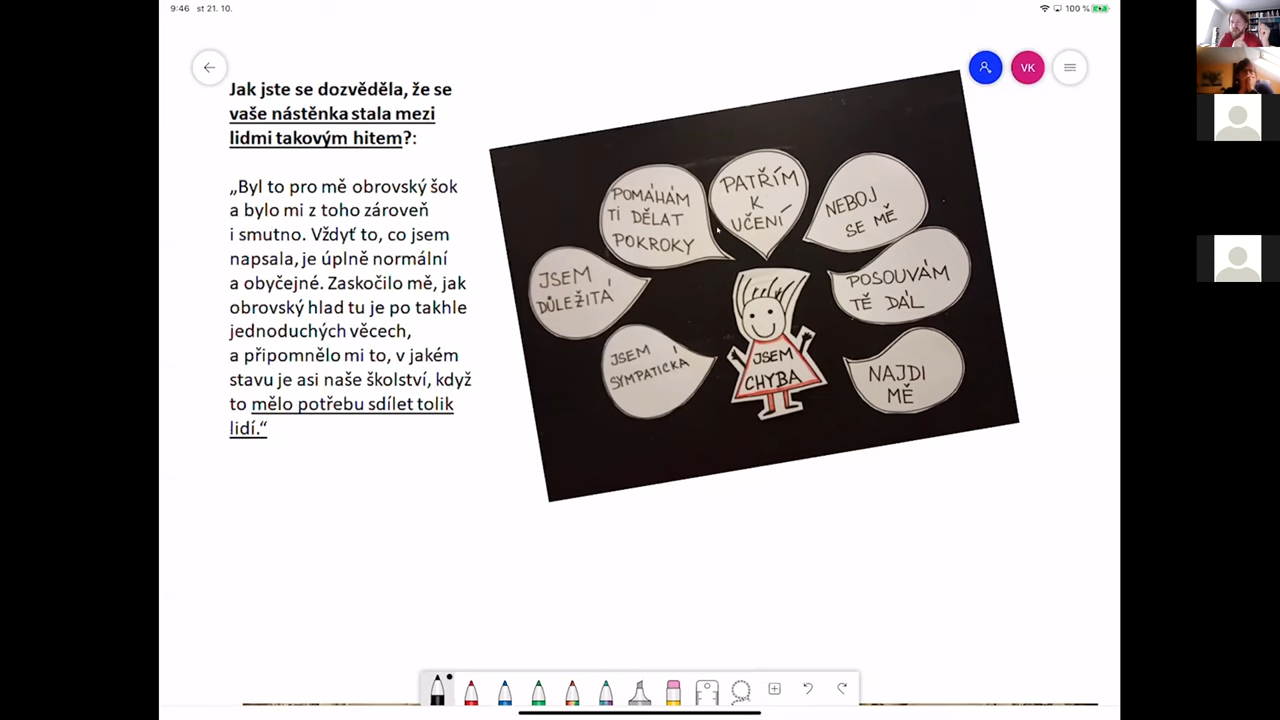 9:46 st 21. 10.
100 %
VK
Jak jste se dozvěděla, že se
vaše nástěnka stala mezi
lidmi takovým hitem?:
„Byl to pro mě obrovský šok
a bylo mi z toho zároveň
i smutno. Vždyť to, co jsem
napsala, je úplně normální
a obyčejné. Zaskočilo mě, jak
obrovský hlad tu je po takhle
jednoduchých věcech,
a připomnělo mi to, v jakém
stavu je asi naše školství, když
to mělo potřebu sdílet tolik
lidí.“
JSEM
SYMPATICKÁ
JSEM
DŮLEŽITÁ
POMÁHÁM
TI DĚLAT
POKROKY
PATŘÍM
K
UČENÍ
NEBOJ
SE MĚ
POSOUVÁM
TĚ DÁL
NAJDI
MĚ
JSEM
CHYBA